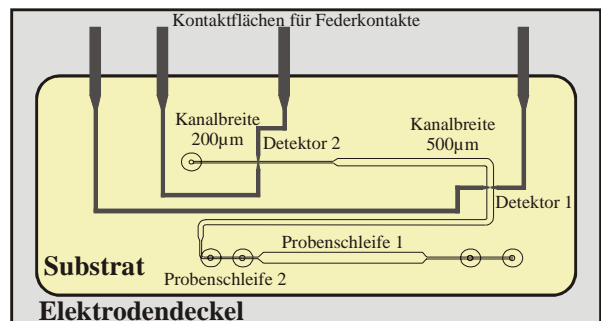 Kontaktflächen für Federkontakte
Kanalbreite
200µm
Detektor 2
Kanalbreite
500µm
Detektor 1
Probenschleife 1
Substrat
Probenschleife 2
Elektrodendeckel